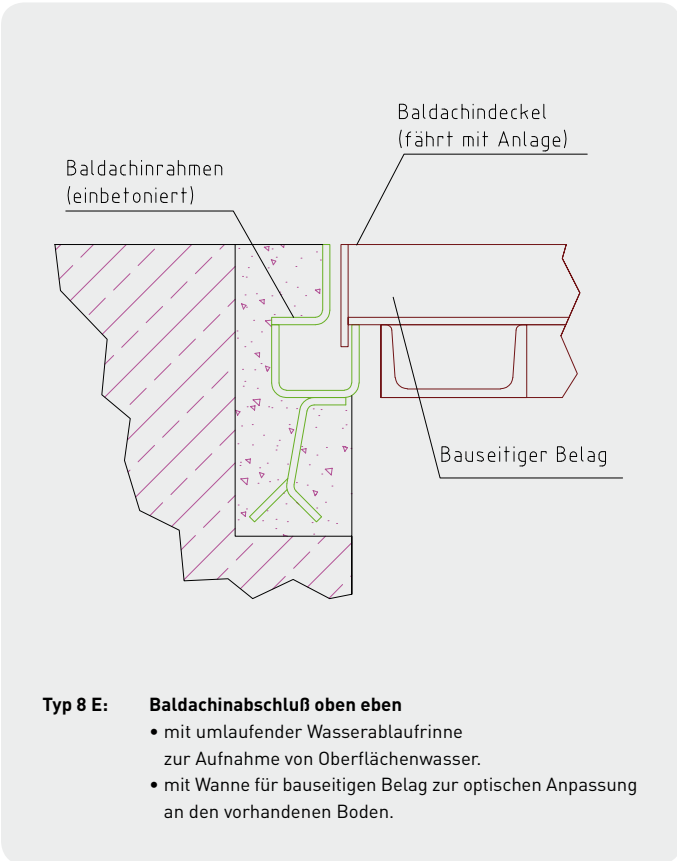 Baldachindeckel
(fährt mit Anlage)
Baldachinrahmen
(einbetoniert)
Bauseitiger Belag
Typ 8 E: Baldachinabschluß oben eben
• mit umlaufender Wasserablaufrinne
zur Aufnahme von Oberflächenwasser.
• mit Wanne für bauseitigen Belag zur optischen Anpassung
an den vorhandenen Boden.